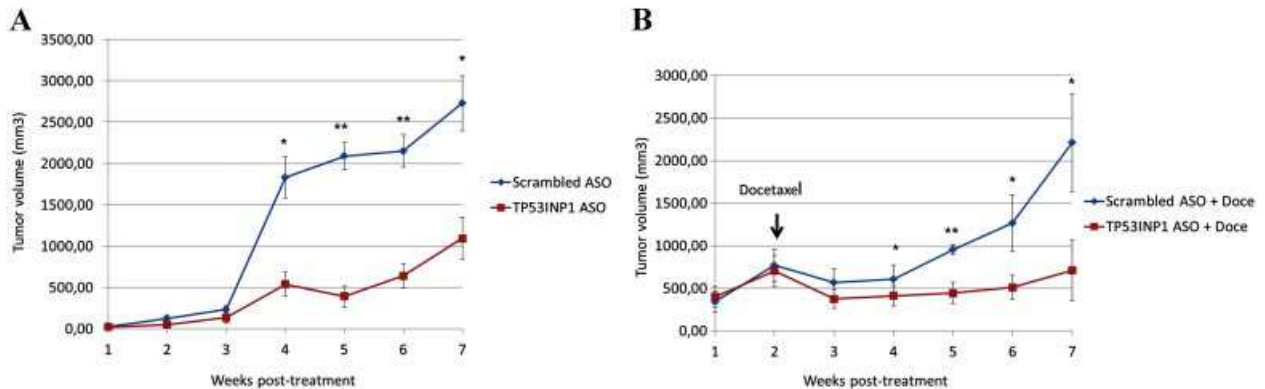 A
3500,00
3000,00
2500,00
2000,00
1500,00
1000,00
500,00
0,00
Tumor volume (mm3)
*
**
**
*
1 2 3 4 5 6 7
Weeks post-treatment
Scrambled ASO
TP53INP1 ASO
B
3000,00
2500,00
2000,00
1500,00
1000,00
500,00
0,00
Tumor volume (mm3)
Docetaxel
*
**
*
*
1 2 3 4 5 6 7
Weeks post-treatment
Scrambled ASO + Doce
TP53INP1 ASO + Doce